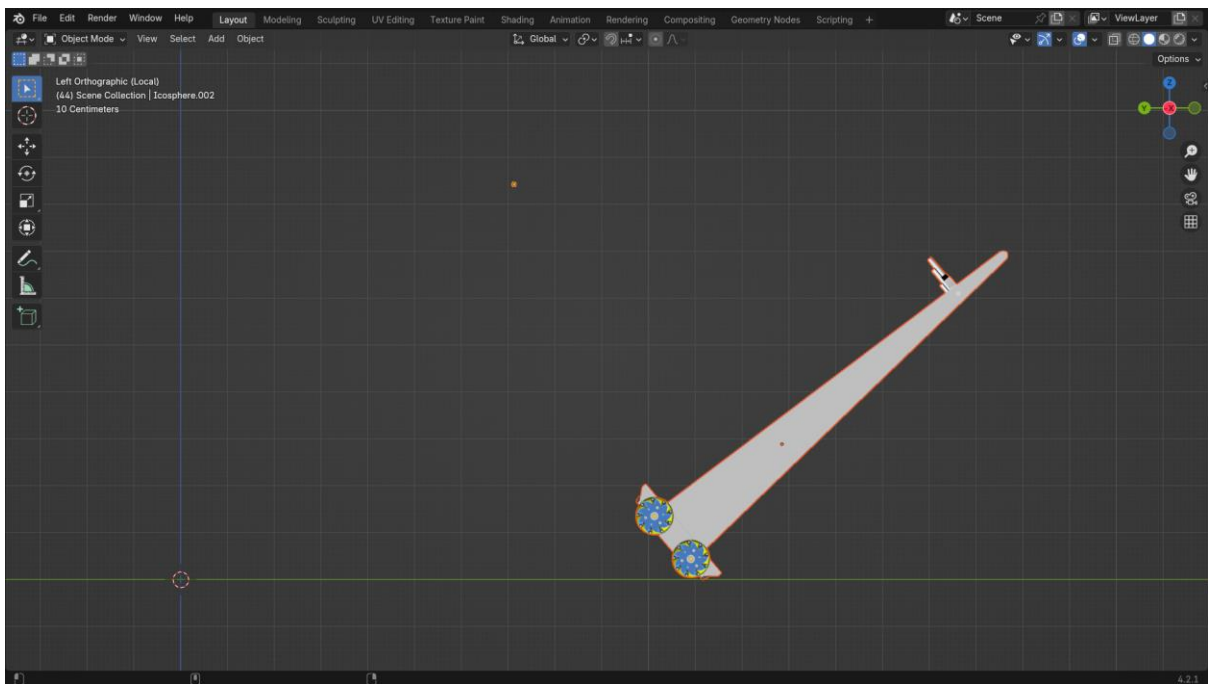 File Edit Render Window Help Layout Modeling Sculpting UV Editing Texture Paint Shading Animation Rendering Compositing Geometry Nodes Scripting + Scene ViewLayer
Object Mode View Select Add Object Global
Options
Left Orthographic (Local)
(44) Scene Collection | Icosphere.002
10 Centimeters
Z
Y -X
4.2.1